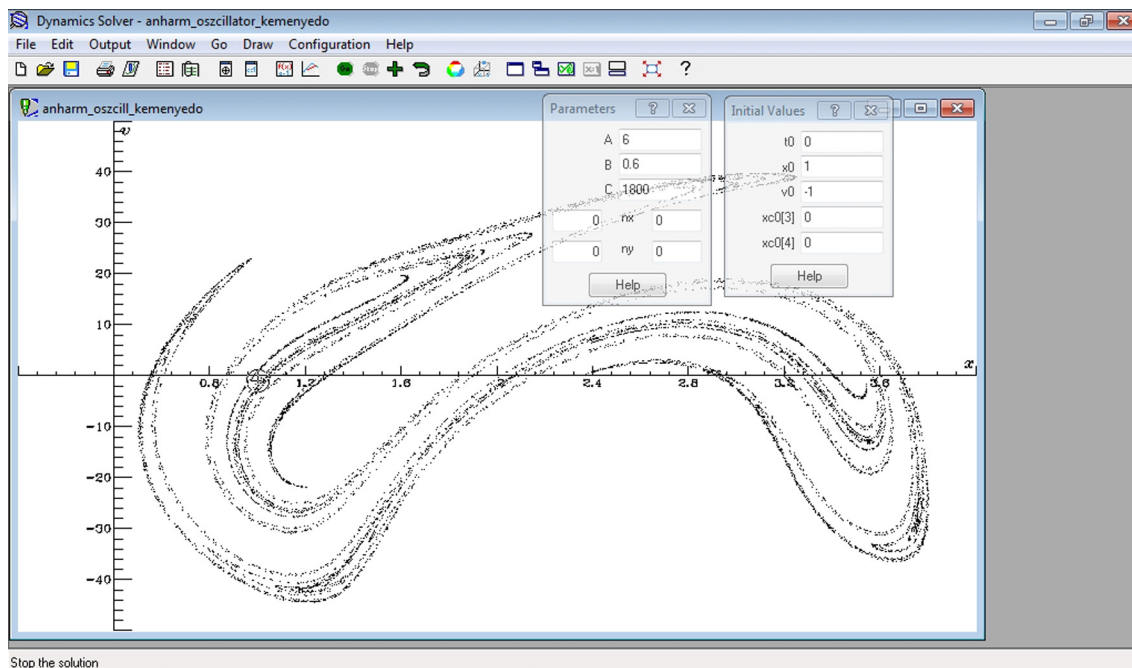 Dynamics Solver - anharm_oszcillator_kemenyedo
File Edit Output Window Go Draw Configuration Help
anharm_oszcill_kemenyedo
Parameters
A 6
B 0.6
C 1800
0 nx 0
0 ny 0
Help
Initial Values
t0 0
x0 1
v0 -1
xc0[3] 0
xc0[4] 0
Help
v
40
30
20
10
-10
-20
-30
-40
0.8 1.2 1.6 2.4 2.8 3.2 3.6
x
Stop the solution